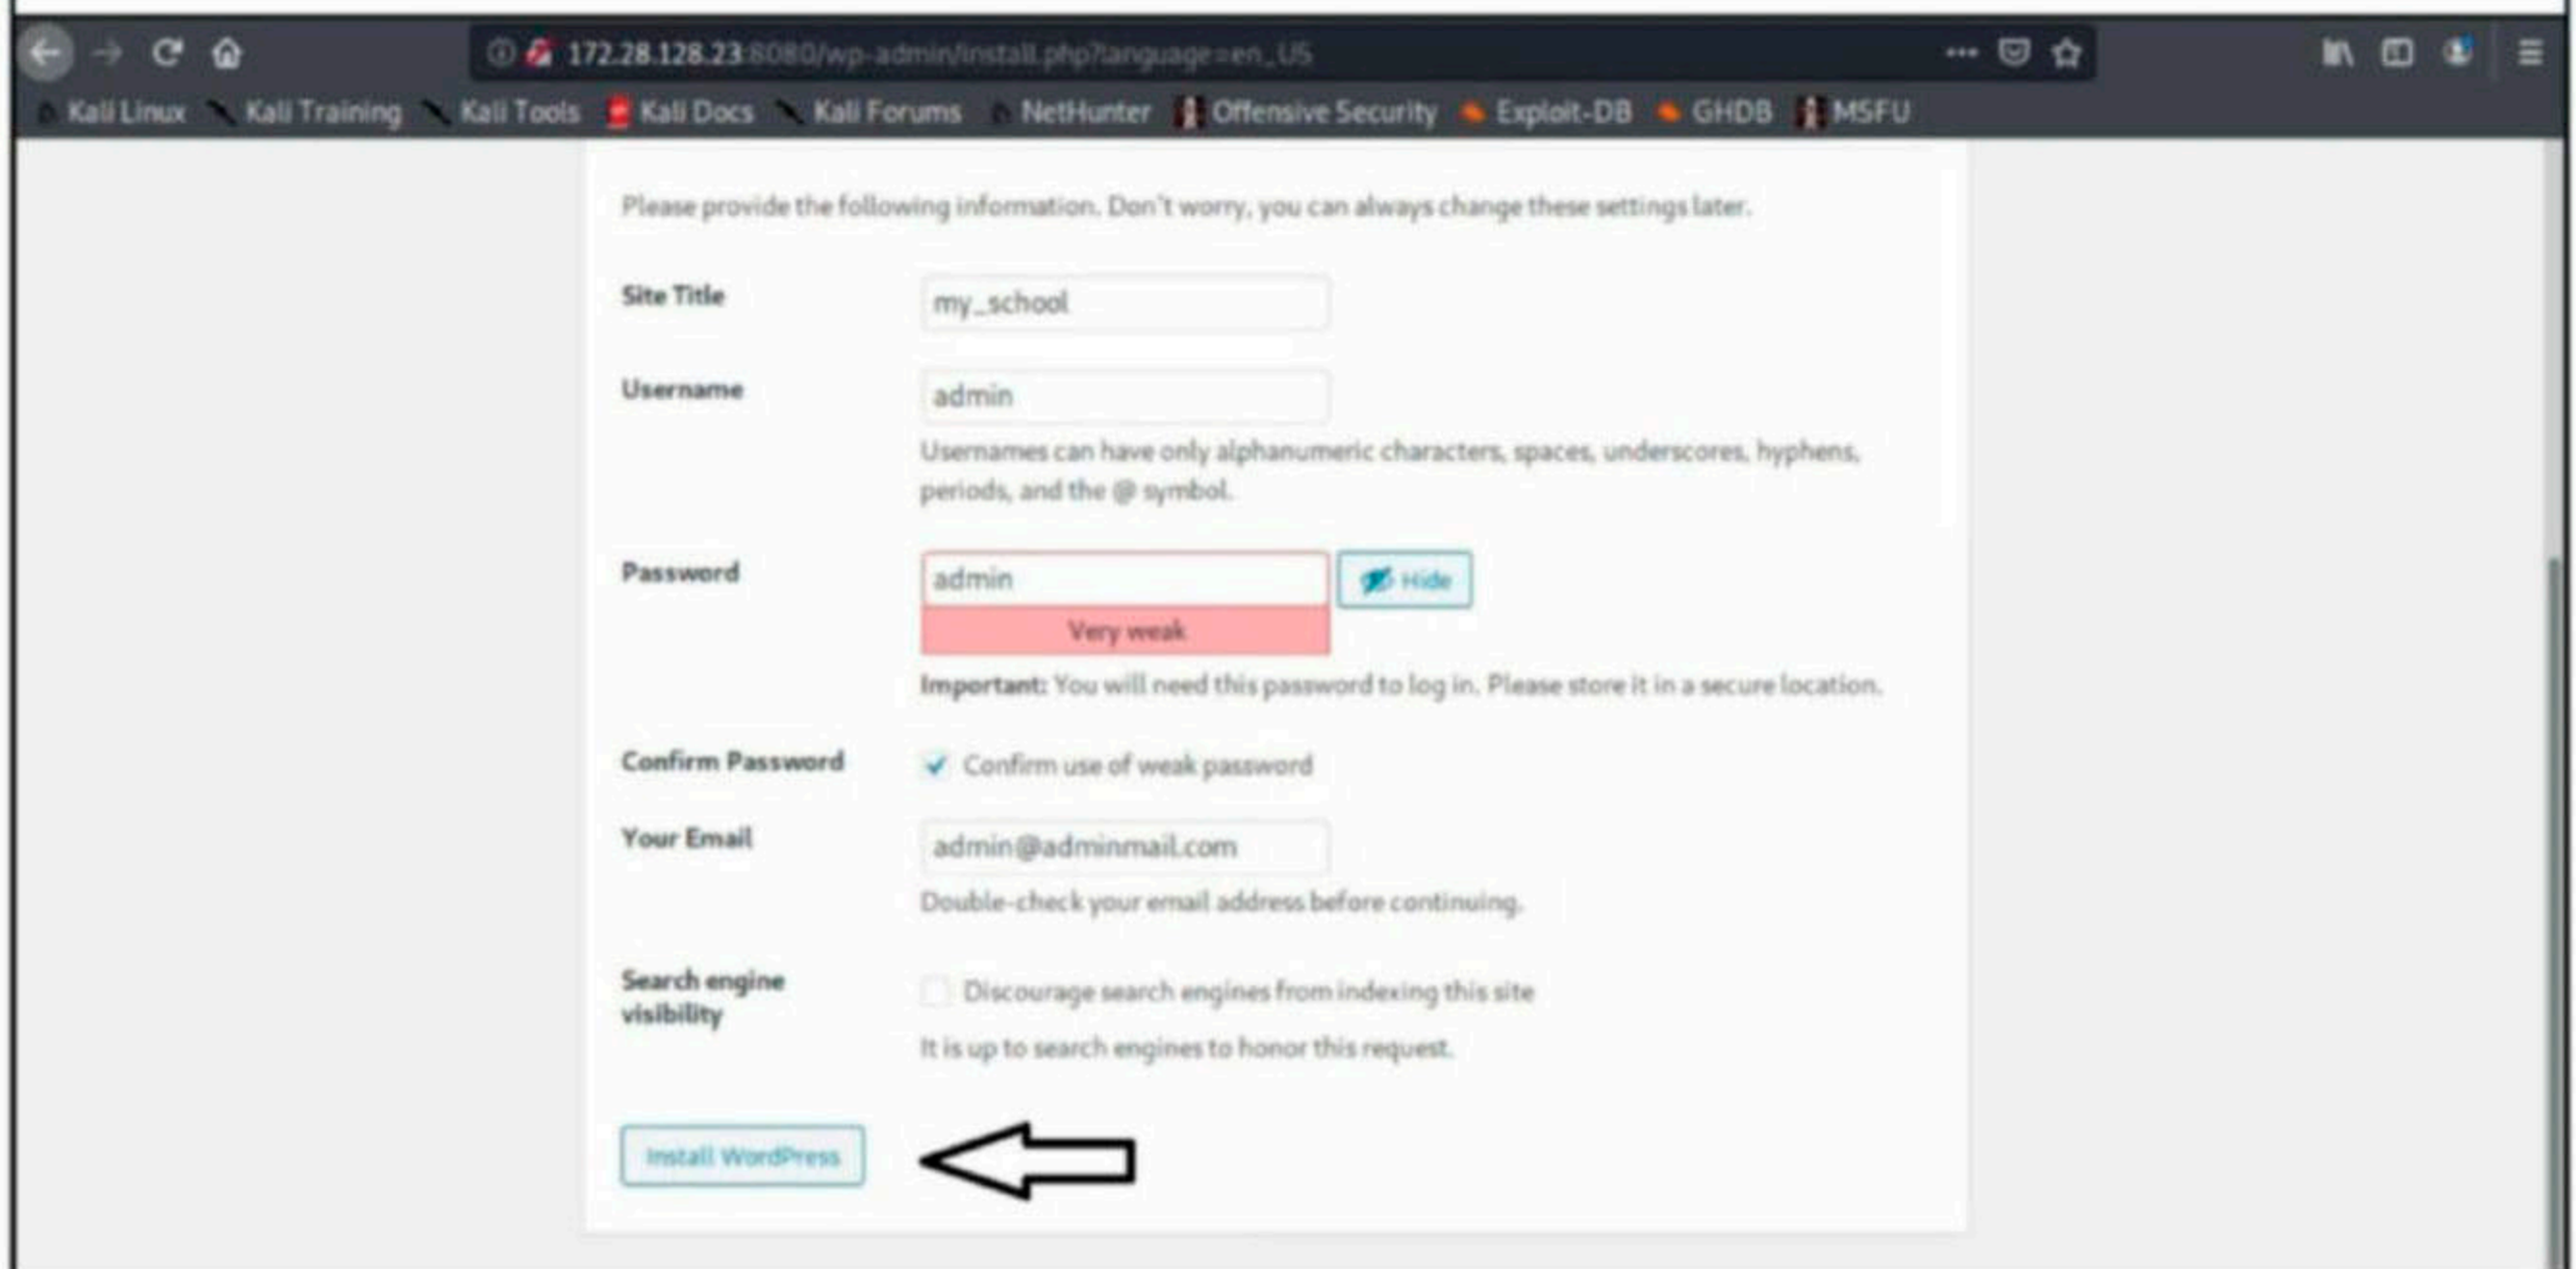 172.28.128.23:8080/wp-admin/install.php?language=en_US
Kali Linux Kali Training Kali Tools Kali Docs Kali Forums NetHunter Offensive Security Exploit-DB GHDB MSFU
Please provide the following information. Don't worry, you can always change these settings later.
Site Title my_school
Username admin
Usernames can have only alphanumeric characters, spaces, underscores, hyphens,
periods, and the @ symbol.
Password admin Hide
Very weak
Important: You will need this password to log in. Please store it in a secure location.
Confirm Password Confirm use of weak password
Your Email admin@adminmail.com
Double-check your email address before continuing.
Search engine
visibility
Discourage search engines from indexing this site
It is up to search engines to honor this request.
Install WordPress